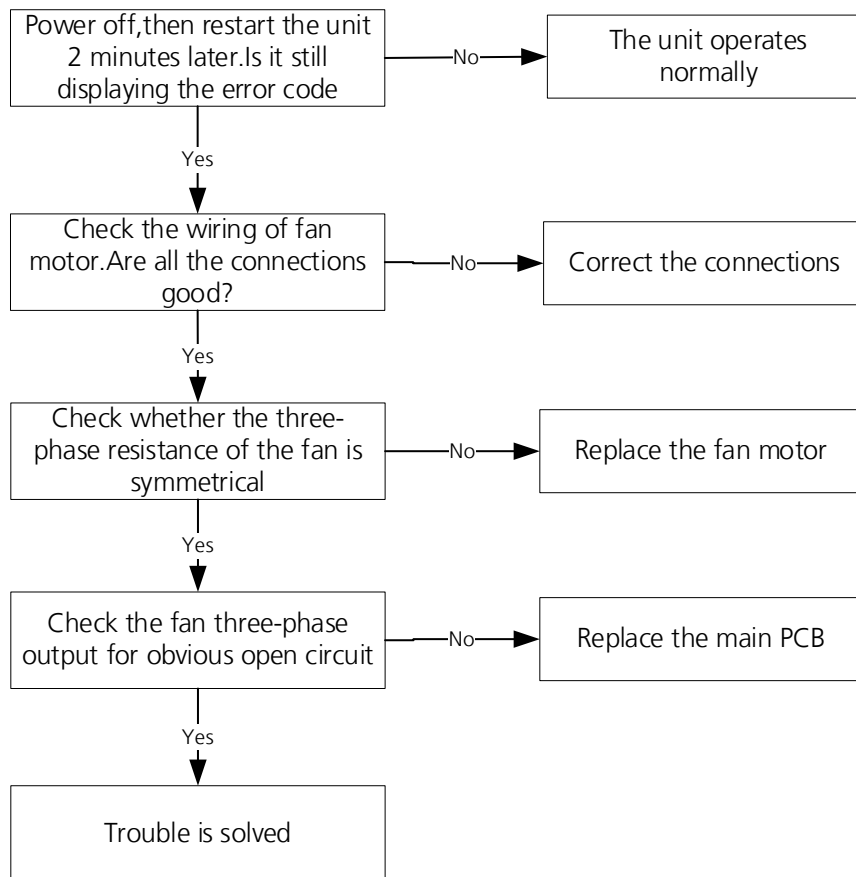 Power off,then restart the unit
2 minutes later.Is it still
displaying the error code
No
The unit operates
normally
Yes
Check the wiring of fan
motor.Are all the connections
good?
No
Correct the connections
Yes
Check whether the three-
phase resistance of the fan is
symmetrical
No
Replace the fan motor
Yes
Check the fan three-phase
output for obvious open circuit
No
Replace the main PCB
Yes
Trouble is solved